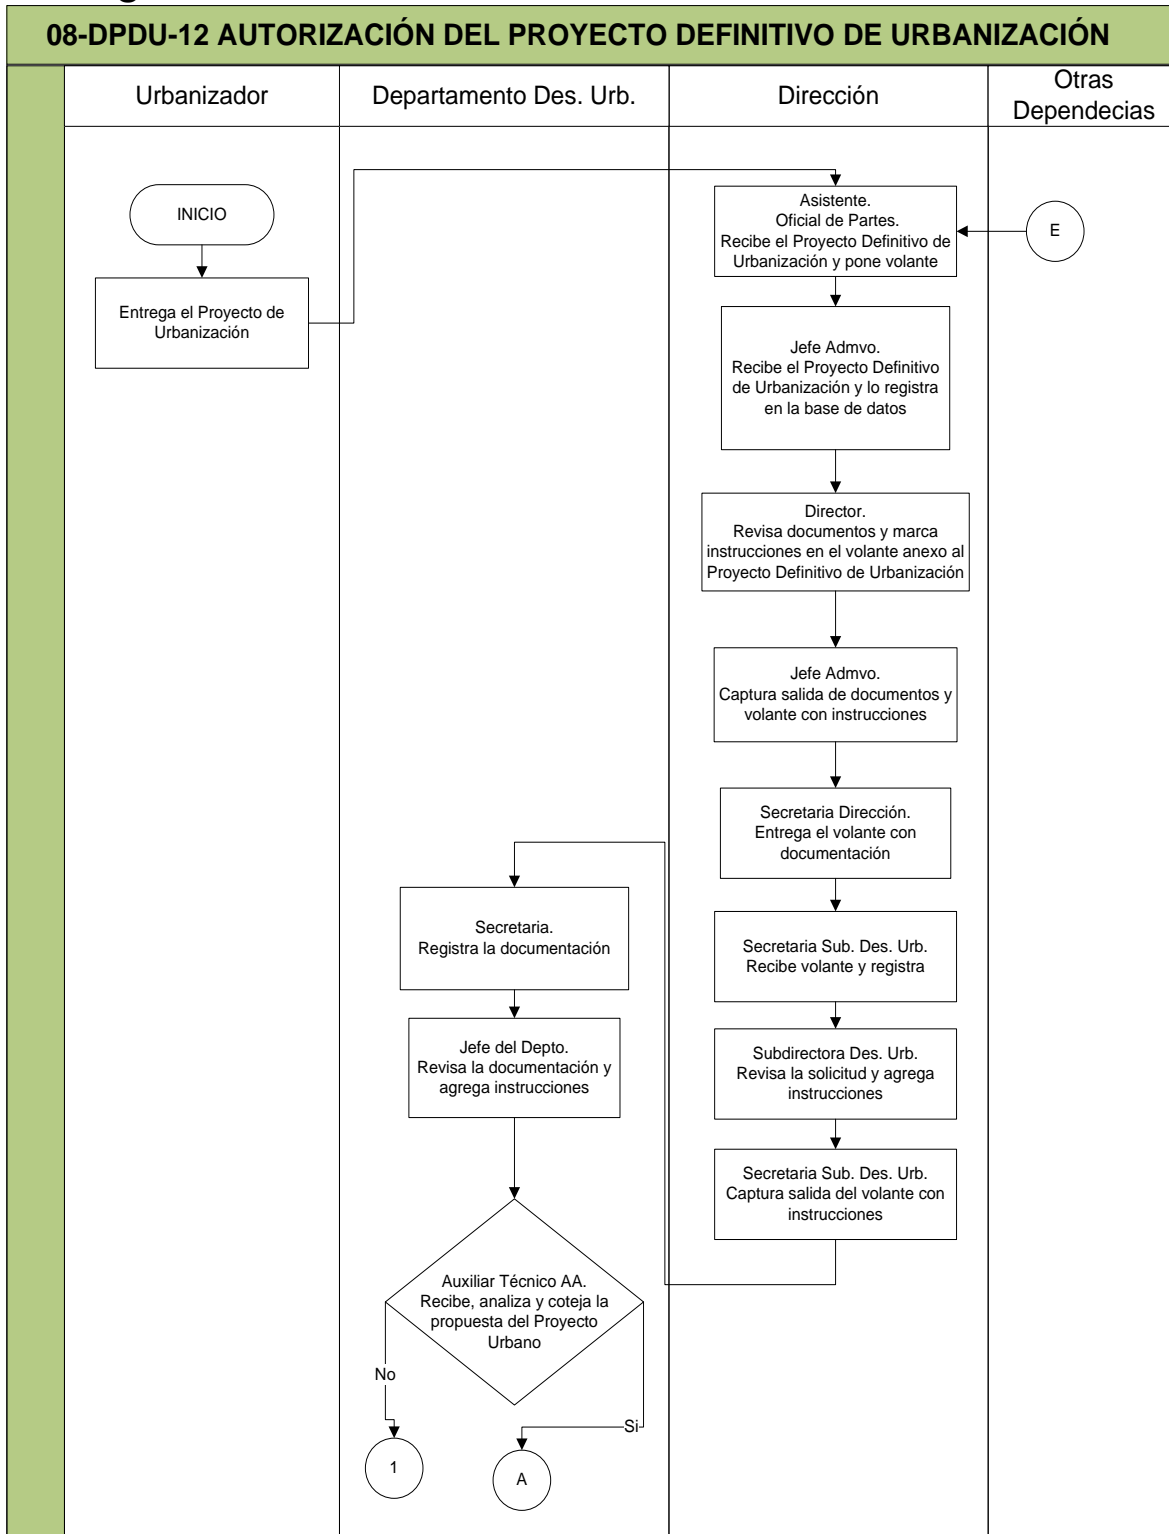 08-DPDU-12 AUTORIZACIÓN DEL PROYECTO DEFINITIVO DE URBANIZACIÓN
Urbanizador
Departamento Des. Urb.
Dirección
Otras
Dependecias
INICIO
Entrega el Proyecto de
Urbanización
Asistente.
Oficial de Partes.
Recibe el Proyecto Definitivo de
Urbanización y pone volante
E
Jefe Admvo.
Recibe el Proyecto Definitivo
de Urbanización y lo registra
en la base de datos
Director.
Revisa documentos y marca
instrucciones en el volante anexo al
Proyecto Definitivo de Urbanización
Jefe Admvo.
Captura salida de documentos y
volante con instrucciones
Secretaria Dirección.
Entrega el volante con
documentación
Secretaria Sub. Des. Urb.
Recibe volante y registra
Subdirectora Des. Urb.
Revisa la solicitud y agrega
instrucciones
Secretaria Sub. Des. Urb.
Captura salida del volante con
instrucciones
Secretaria.
Registra la documentación
Jefe del Depto.
Revisa la documentación y
agrega instrucciones
Auxiliar Técnico AA.
Recibe, analiza y coteja la
propuesta del Proyecto
Urbano
No
Si
1
A